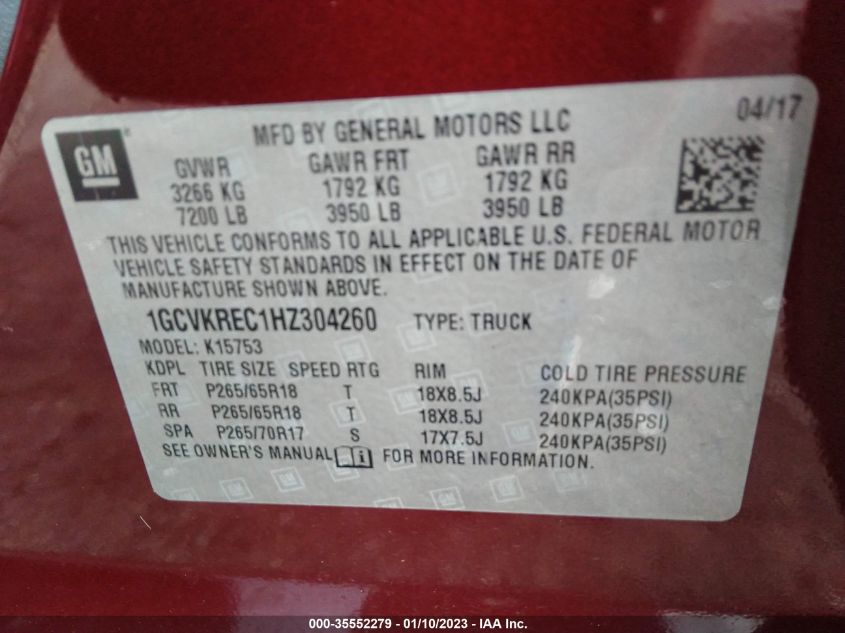 GM
MFD BY GENERAL MOTORS LLC
04/17
GVWR GAWR FRT GAWR RR
3266 KG 1792 KG 1792 KG
7200 LB 3950 LB 3950 LB
THIS VEHICLE CONFORMS TO ALL APPLICABLE U.S. FEDERAL MOTOR
VEHICLE SAFETY STANDARDS IN EFFECT ON THE DATE OF
MANUFACTURE SHOWN ABOVE.
1GCVKREC1HZ304260 TYPE: TRUCK
MODEL: K15753
KDPL TIRE SIZE SPEED RTG RIM COLD TIRE PRESSURE
FRT P265/65R18 T 18X8.5J 240KPA(35PSI)
RR P265/65R18 T 18X8.5J 240KPA(35PSI)
SPA P265/70R17 S 17X7.5J 240KPA(35PSI)
SEE OWNER'S MANUAL FOR MORE INFORMATION.
000-35552279 — 01/10/2023 — IAA Inc.